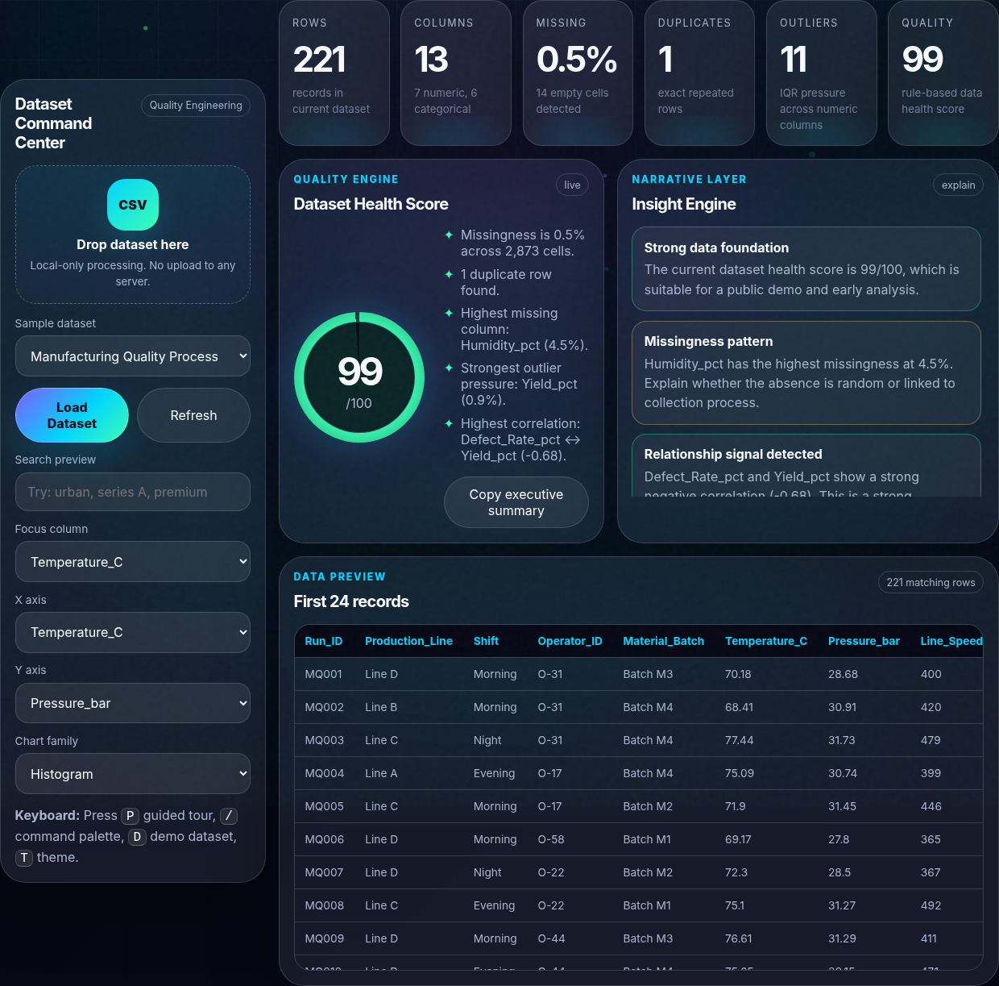 Dataset Command Center
Quality Engineering
CSV
Drop dataset here
Local-only processing. No upload to any
server.
Sample dataset
Manufacturing Quality Process
Load Dataset
Refresh
Search preview
Try: urban, series A, premium
Focus column
Temperature_C
X axis
Temperature_C
Y axis
Pressure_bar
Chart family
Histogram
Keyboard: Press P guided tour, /
command palette, D demo dataset,
T theme.
ROWS
221
records in
current dataset
COLUMNS
13
7 numeric, 6
categorical
MISSING
0.5%
14 empty cells
detected
DUPLICATES
1
exact repeated
rows
OUTLIERS
11
IQR pressure
across numeric
columns
QUALITY
99
rule-based data
health score
QUALITY ENGINE
Dataset Health Score
live
99
/100
✦ Missingness is 0.5%
across 2,873 cells.
✦ 1 duplicate row
found.
✦ Highest missing
column:
Humidity_pct (4.5%).
✦ Strongest outlier
pressure: Yield_pct
(0.9%).
✦ Highest correlation:
Defect_Rate_pct ↔
Yield_pct (-0.68).
Copy executive
summary
NARRATIVE LAYER
Insight Engine
explain
Strong data foundation
The current dataset health score is 99/100, which is
suitable for a public demo and early analysis.
Missingness pattern
Humidity_pct has the highest missingness at 4.5%.
Explain whether the absence is random or linked to
collection process.
Relationship signal detected
Defect_Rate_pct and Yield_pct show a strong
negative correlation (-0.68). This is a strong
DATA PREVIEW
First 24 records
221 matching rows
Run_ID Production_Line Shift Operator_ID Material_Batch Temperature_C Pressure_bar Line_Speed
MQ001 Line D Morning O-31 Batch M3 70.18 28.68 400
MQ002 Line B Morning O-31 Batch M4 68.41 30.91 420
MQ003 Line C Night O-31 Batch M4 77.44 31.73 479
MQ004 Line A Evening O-17 Batch M4 75.09 30.74 399
MQ005 Line C Morning O-17 Batch M2 71.9 31.45 446
MQ006 Line D Morning O-58 Batch M1 69.17 27.8 365
MQ007 Line D Night O-22 Batch M2 72.3 28.5 367
MQ008 Line C Evening O-22 Batch M1 75.1 31.27 492
MQ009 Line D Morning O-44 Batch M3 76.61 31.29 411